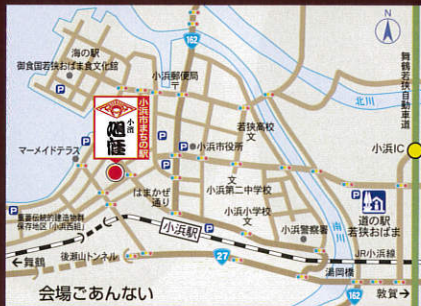 162
N
海の駅
御食国若狭おばま食文化館
小浜郵便局
〒
北川
舞鶴若狭自動車道
小浜市まちの駅
小濱
旭座
若狭高校
文
小浜IC
マーメイドテラス
小浜市役所
P
文
小浜第二中学校
はまかぜ
通り
道の駅
若狭おばま
小浜小学校
文
重要伝統的建造物群
保存地区「小浜西組」
小浜駅
小浜警察署
南川
JR小浜線
←舞鶴
後瀬山トンネル
27
湯岡橋
敦賀→
162
会場ごあんない